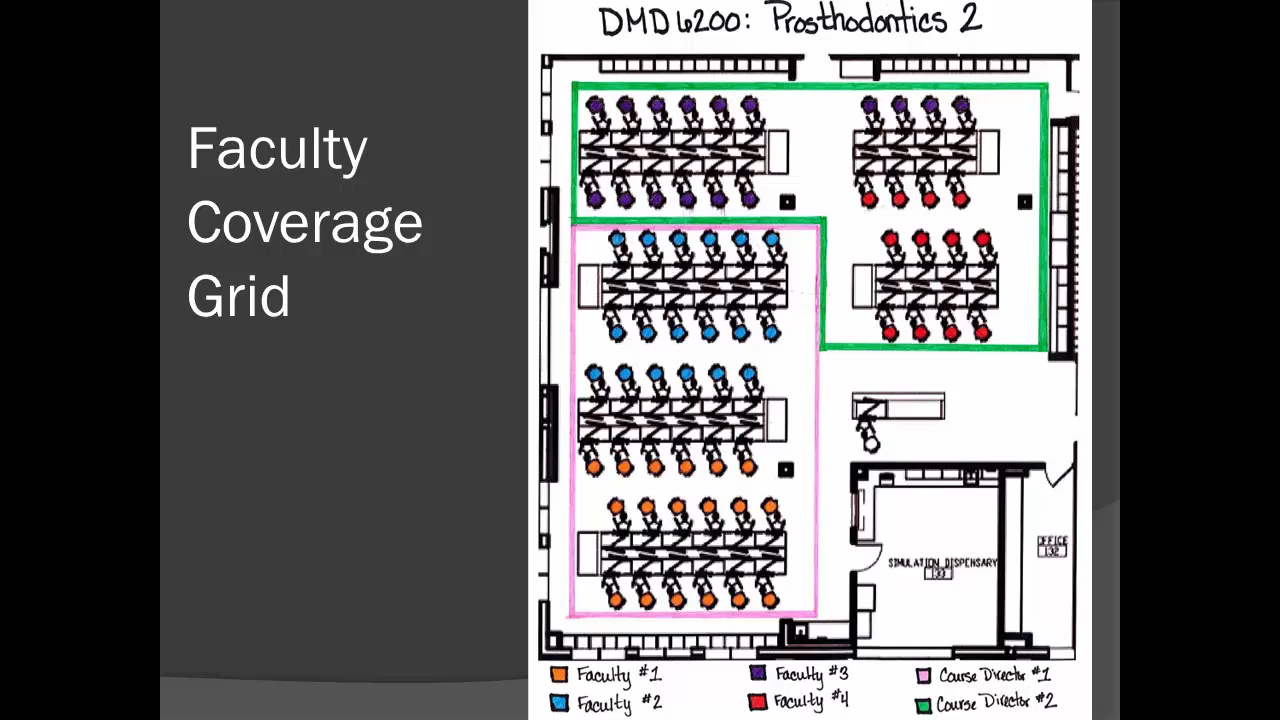 Faculty
Coverage
Grid
DMD 6200: Prosthodontics 2
SIMULATION DISPENSARY
133
OFFICE
132
Faculty #1
Faculty #2
Faculty #3
Faculty #4
Course Director #1
Course Director #2